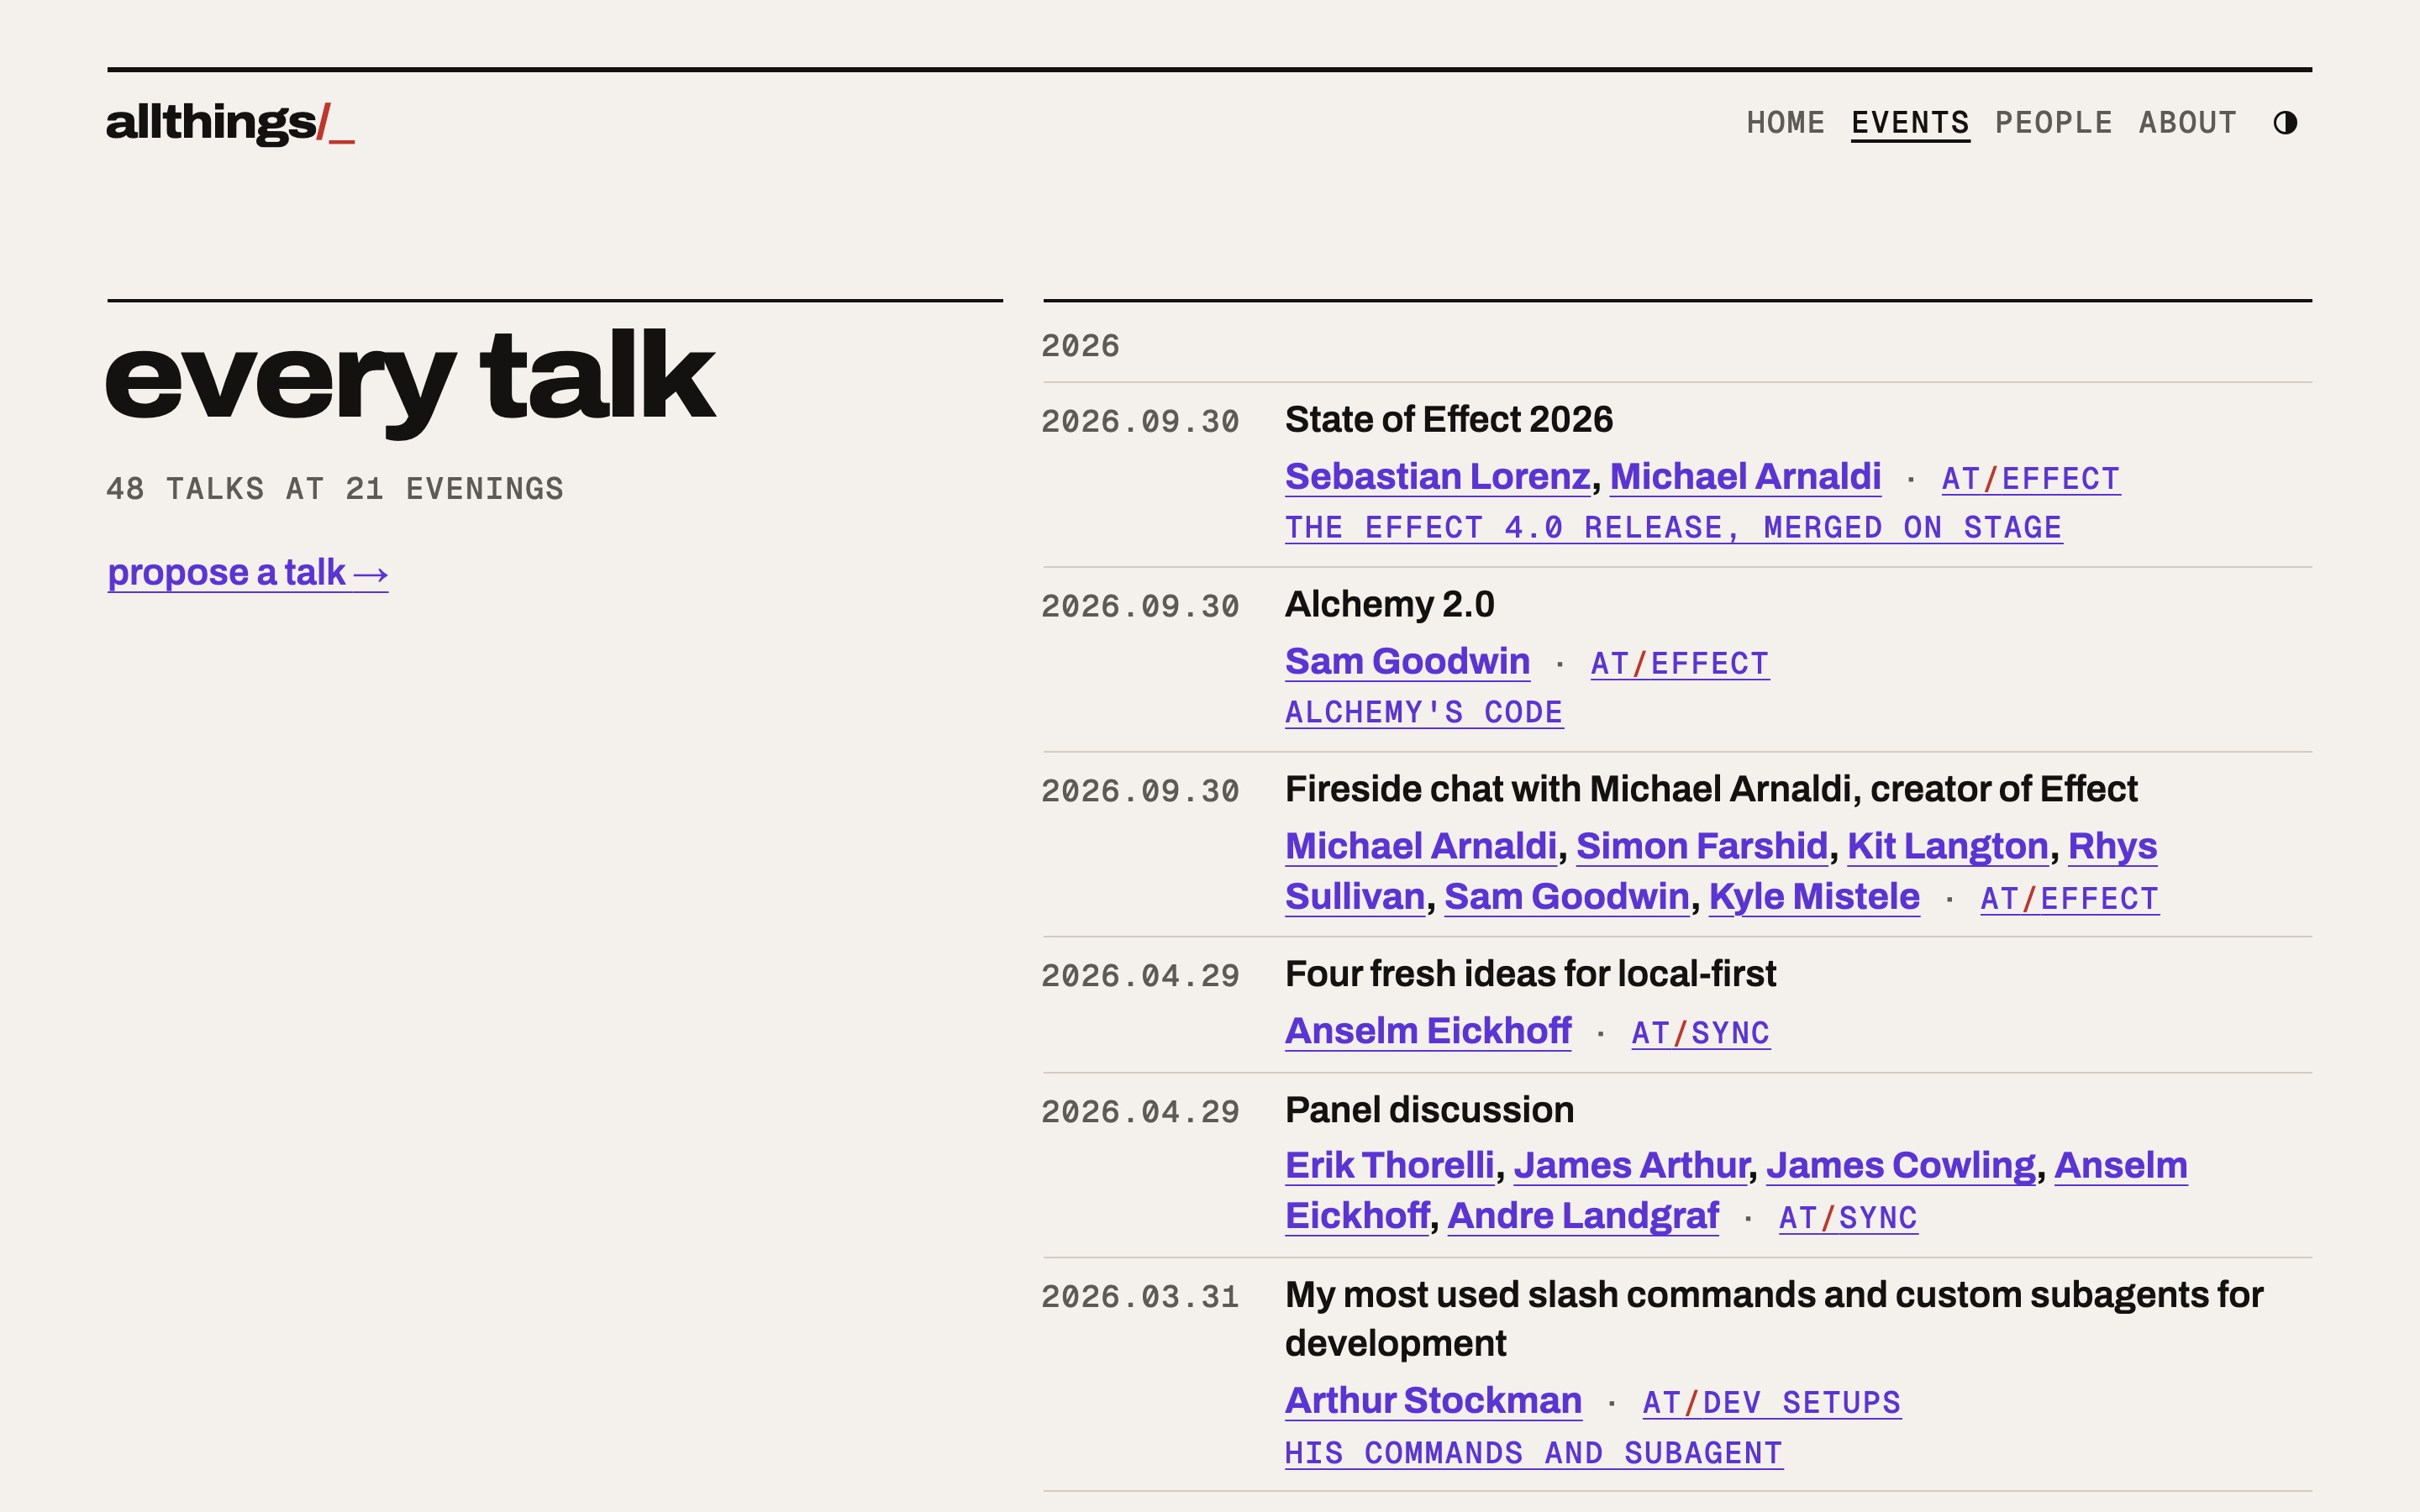 allthings/_
HOME EVENTS PEOPLE ABOUT
every talk
48 TALKS AT 21 EVENINGS
propose a talk →
2026
2026.09.30 State of Effect 2026
Sebastian Lorenz, Michael Arnaldi · AT/EFFECT
THE EFFECT 4.0 RELEASE, MERGED ON STAGE
2026.09.30 Alchemy 2.0
Sam Goodwin · AT/EFFECT
ALCHEMY'S CODE
2026.09.30 Fireside chat with Michael Arnaldi, creator of Effect
Michael Arnaldi, Simon Farshid, Kit Langton, Rhys
Sullivan, Sam Goodwin, Kyle Mistele · AT/EFFECT
2026.04.29 Four fresh ideas for local-first
Anselm Eickhoff · AT/SYNC
2026.04.29 Panel discussion
Erik Thorelli, James Arthur, James Cowling, Anselm
Eickhoff, Andre Landgraf · AT/SYNC
2026.03.31 My most used slash commands and custom subagents for
development
Arthur Stockman · AT/DEV SETUPS
HIS COMMANDS AND SUBAGENT